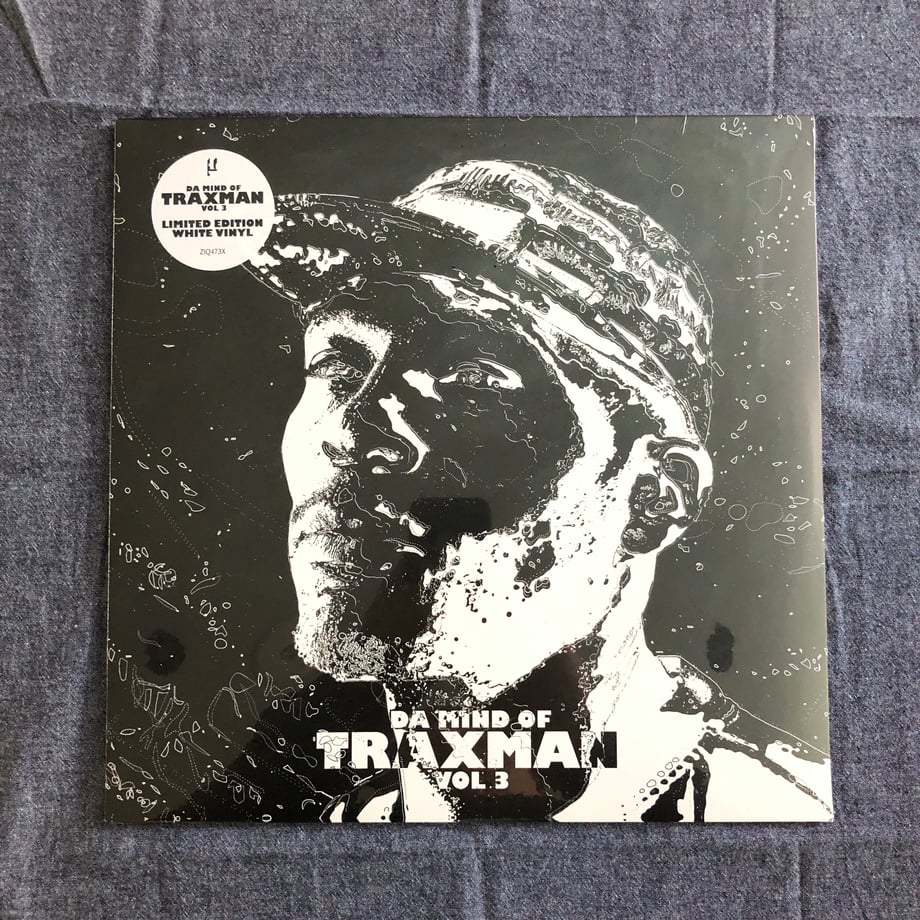 µ
DA MIND OF
TRAXMAN
VOL 3
LIMITED EDITION
WHITE VINYL
ZIQ473X
DA MIND OF
TRAXMAN
VOL 3